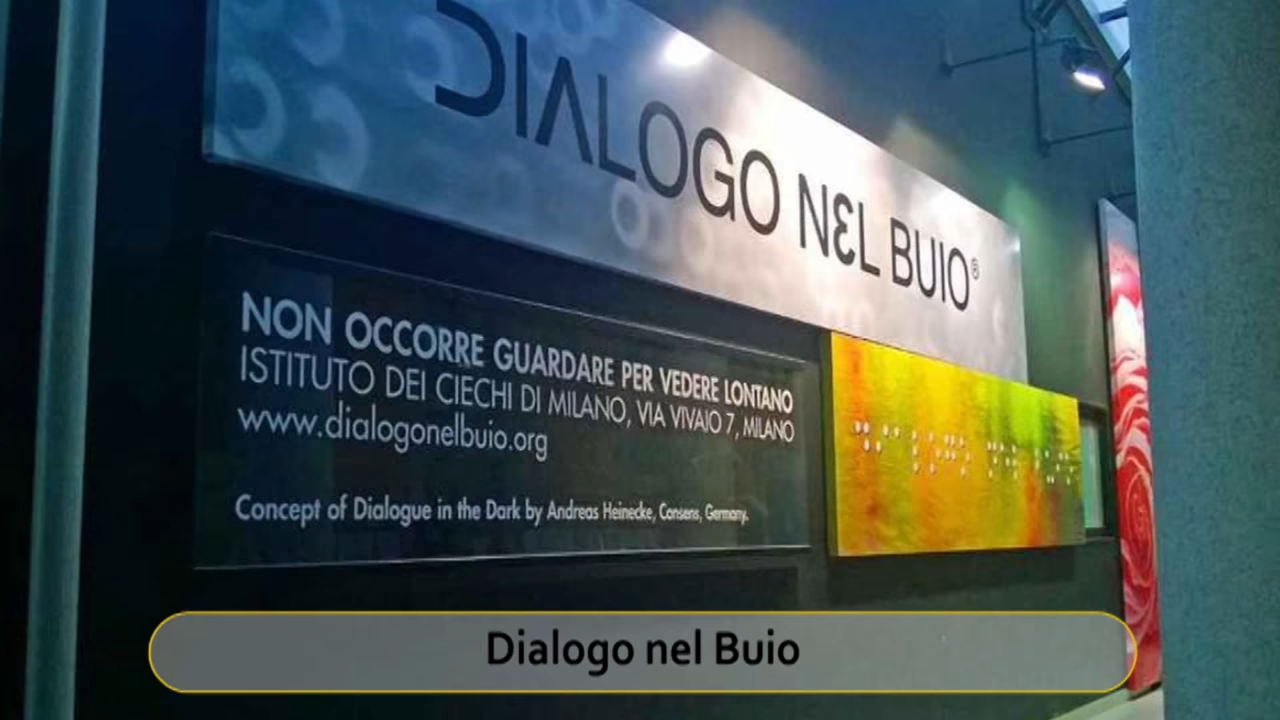 DIALOGO NEL BUIO®
NON OCCORRE GUARDARE PER VEDERE LONTANO
ISTITUTO DEI CIECHI DI MILANO, VIA VIVAIO 7, MILANO
www.dialogonelbuio.org
Concept of Dialogue in the Dark by Andreas Heinecke, Consens, Germany.
Dialogo nel Buio